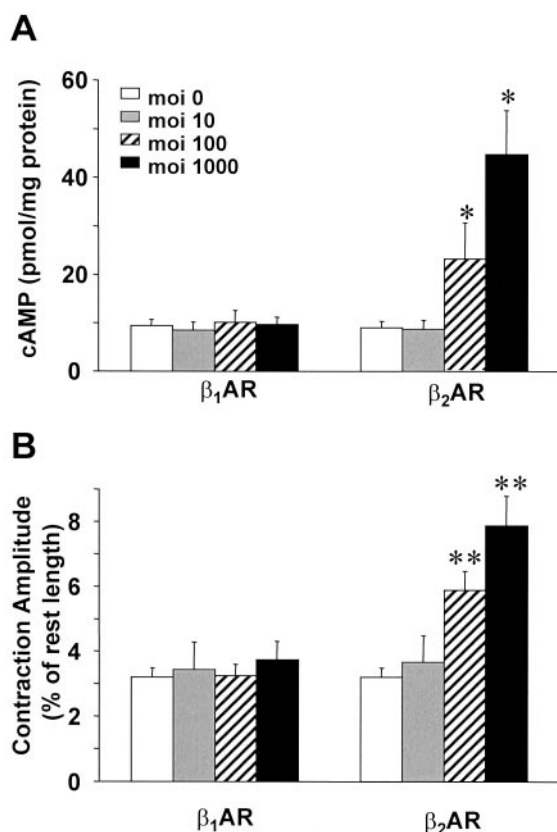 A
cAMP (pmol/mg protein)
60
40
20
0
moi 0
moi 10
moi 100
moi 1000
*
*
β₁AR
β₂AR
B
Contraction Amplitude
(% of rest length)
8
6
4
2
0
**
**
β₁AR
β₂AR